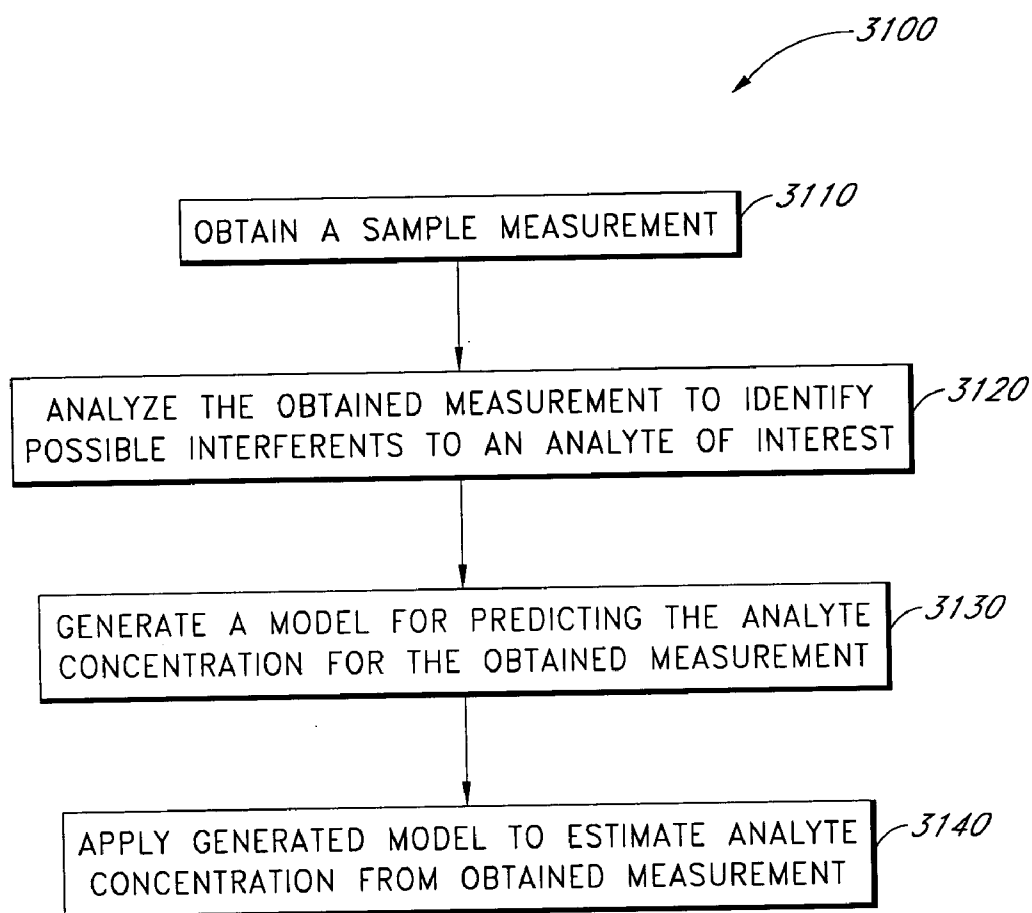 3100
OBTAIN A SAMPLE MEASUREMENT
3110
ANALYZE THE OBTAINED MEASUREMENT TO IDENTIFY
POSSIBLE INTERFERENTS TO AN ANALYTE OF INTEREST
3120
GENERATE A MODEL FOR PREDICTING THE ANALYTE
CONCENTRATION FOR THE OBTAINED MEASUREMENT
3130
APPLY GENERATED MODEL TO ESTIMATE ANALYTE
CONCENTRATION FROM OBTAINED MEASUREMENT
3140